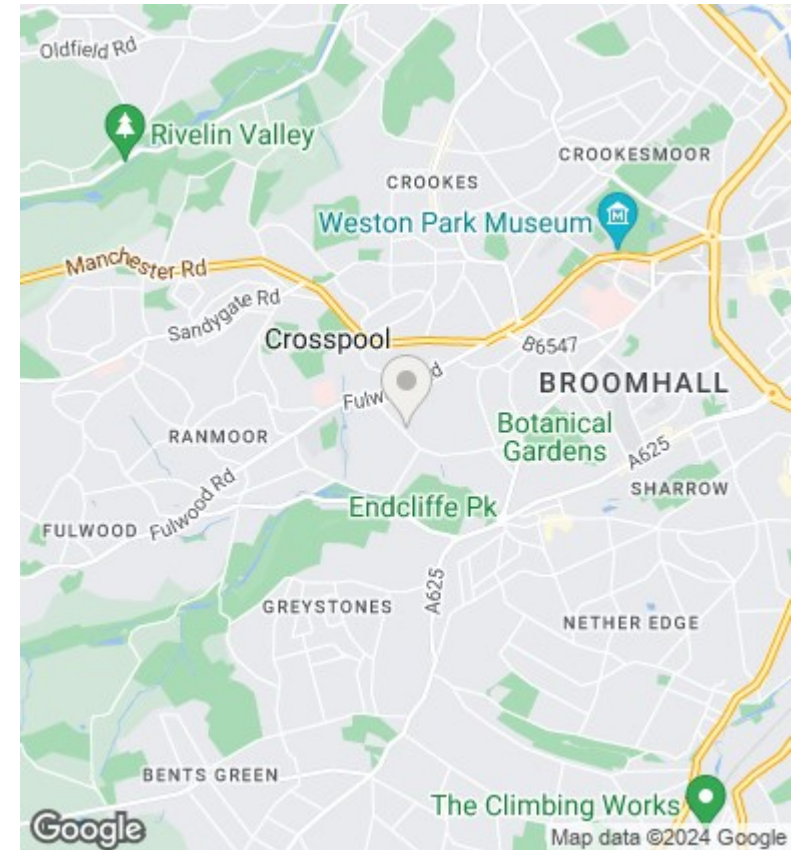 Oldfield Rd
Rivelin Valley
CROOKESMOOR
CROOKES
Weston Park Museum
Manchester Rd
Sandygate Rd
Crosspool
B6547
Fulw d
BROOMHALL
Botanical
Gardens
RANMOOR
A625
SHARROW
Fulwood Rd
Endcliffe Pk
FULWOOD
A625
GREYSTONES
NETHER EDGE
BENTS GREEN
The Climbing Works
Google
Map data ©2024 Google